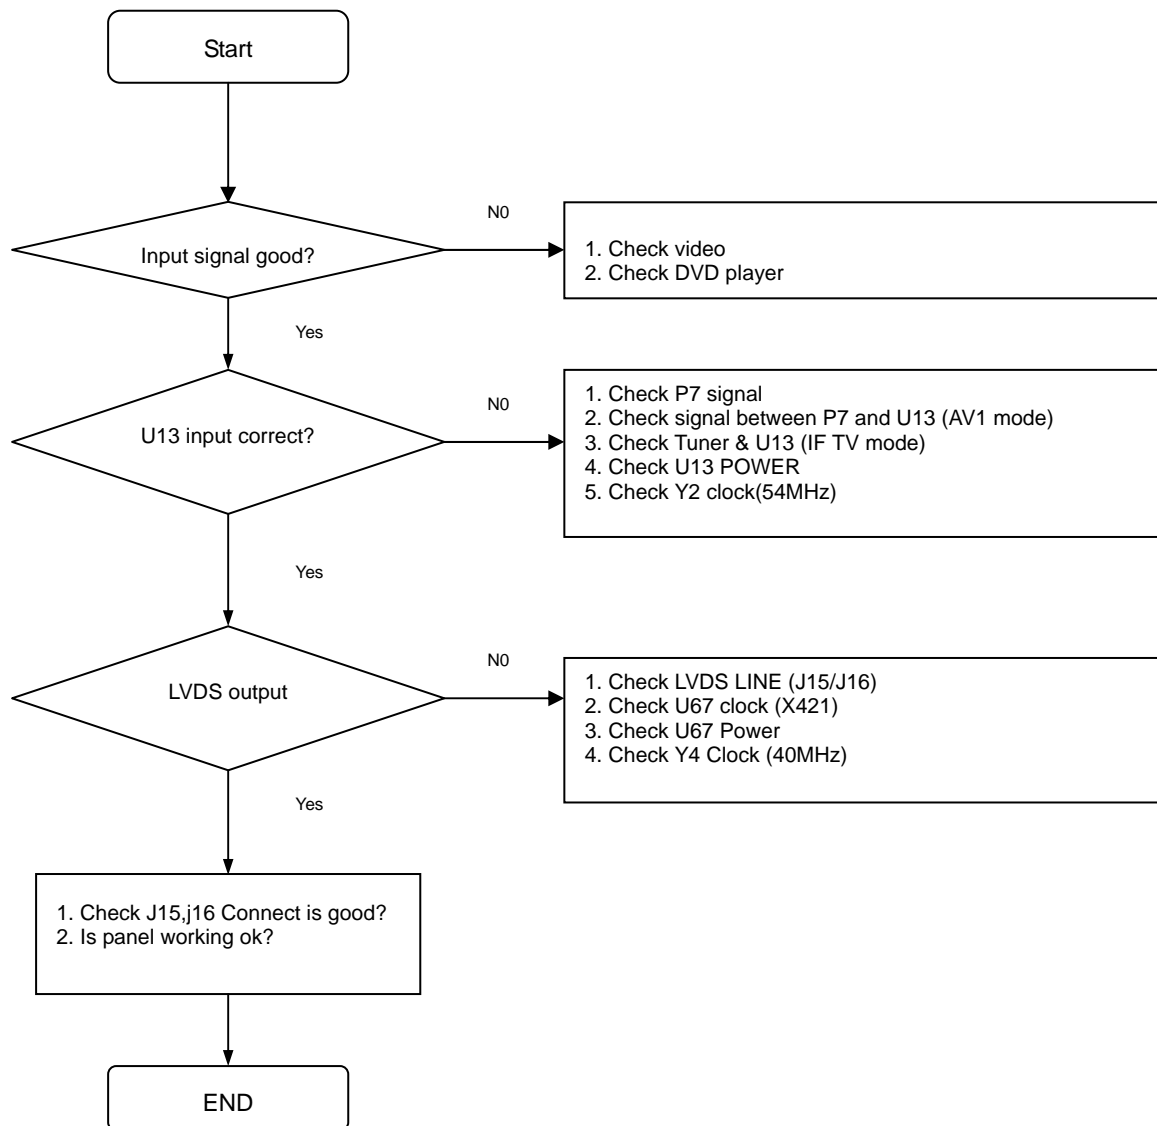 Start
Input signal good?
N0
1. Check video
2. Check DVD player
Yes
U13 input correct?
N0
1. Check P7 signal
2. Check signal between P7 and U13 (AV1 mode)
3. Check Tuner & U13 (IF TV mode)
4. Check U13 POWER
5. Check Y2 clock(54MHz)
Yes
LVDS output
N0
1. Check LVDS LINE (J15/J16)
2. Check U67 clock (X421)
3. Check U67 Power
4. Check Y4 Clock (40MHz)
Yes
1. Check J15,j16 Connect is good?
2. Is panel working ok?
END